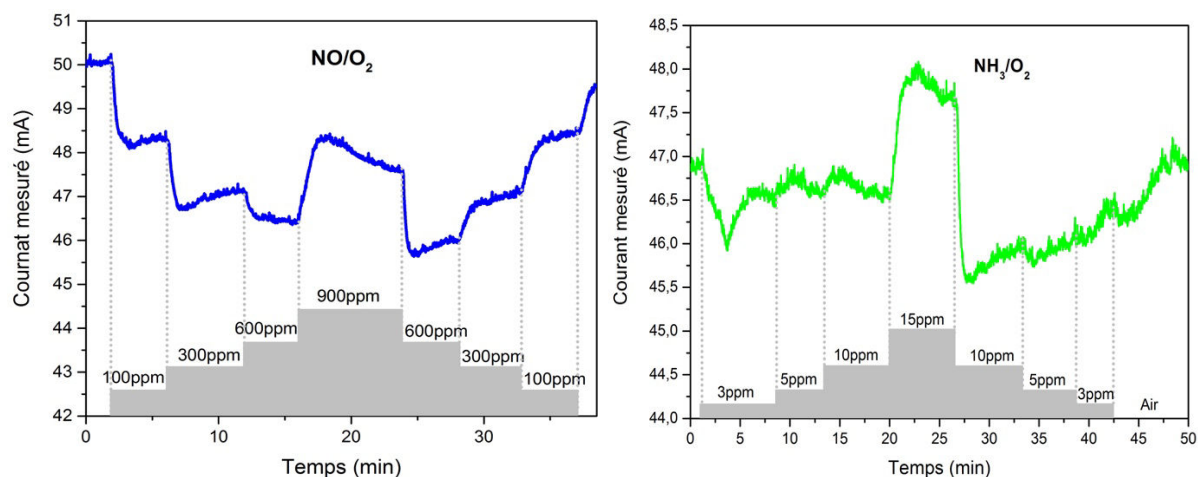 NO/O₂
Cournat mesuré (mA)
51
50
49
48
47
46
45
44
43
42
100ppm
300ppm
600ppm
900ppm
600ppm
300ppm
100ppm
0
10
20
30
Temps (min)
NH₃/O₂
Courant mesuré (mA)
48,5
48,0
47,5
47,0
46,5
46,0
45,5
45,0
44,5
44,0
3ppm
5ppm
10ppm
15ppm
10ppm
5ppm
3ppm
Air
0
5
10
15
20
25
30
35
40
45
50
Temps (min)